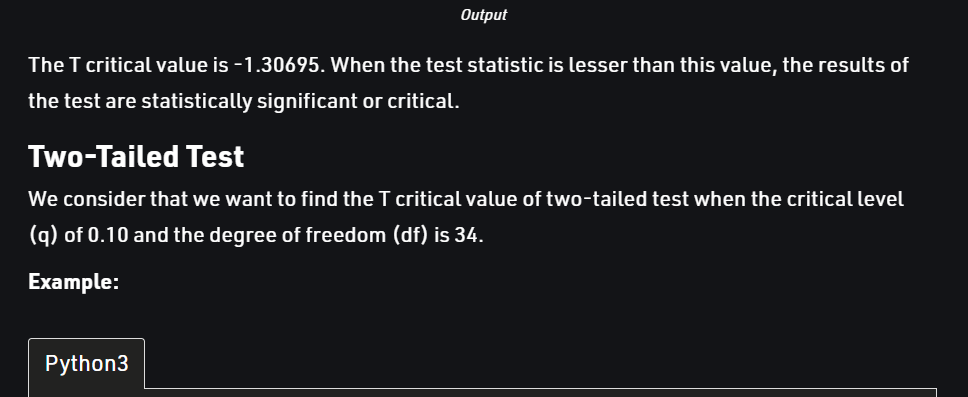 Output
The T critical value is -1.30695. When the test statistic is lesser than this value, the results of
the test are statistically significant or critical.
Two-Tailed Test
We consider that we want to find the T critical value of two-tailed test when the critical level
(q) of 0.10 and the degree of freedom (df) is 34.
Example:
Python3